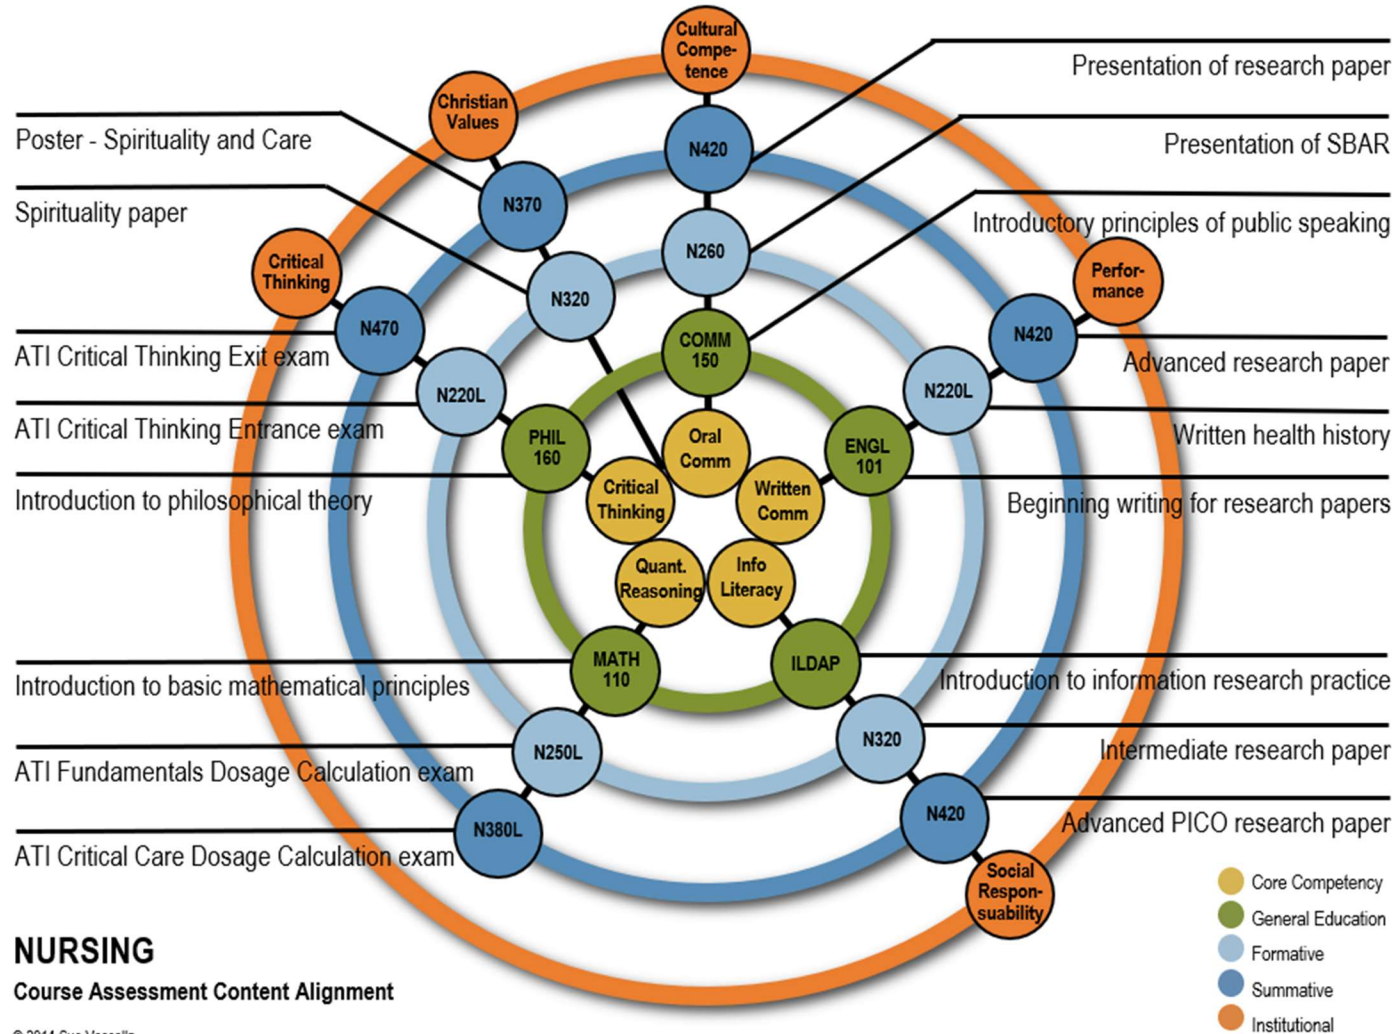 Cultural
Compe-
tence
Presentation of research paper
Christian
Values
Poster - Spirituality and Care
N420
Presentation of SBAR
N370
Spirituality paper
Introductory principles of public speaking
N260
Critical
Thinking
Perfor-
mance
N320
N470
N420
COMM
150
ATI Critical Thinking Exit exam
Advanced research paper
N220L
N220L
ATI Critical Thinking Entrance exam
Written health history
PHIL
160
Oral
Comm
ENGL
101
Introduction to philosophical theory
Critical
Thinking
Written
Comm
Beginning writing for research papers
Quant.
Reasoning
Info
Literacy
MATH
110
ILDAP
Introduction to basic mathematical principles
Introduction to information research practice
N250L
N320
Intermediate research paper
ATI Fundamentals Dosage Calculation exam
N380L
N420
Advanced PICO research paper
ATI Critical Care Dosage Calculation exam
Social
Respon-
suability
Core Competency
General Education
Formative
Summative
Institutional
NURSING
Course Assessment Content Alignment
© 2014 Sue